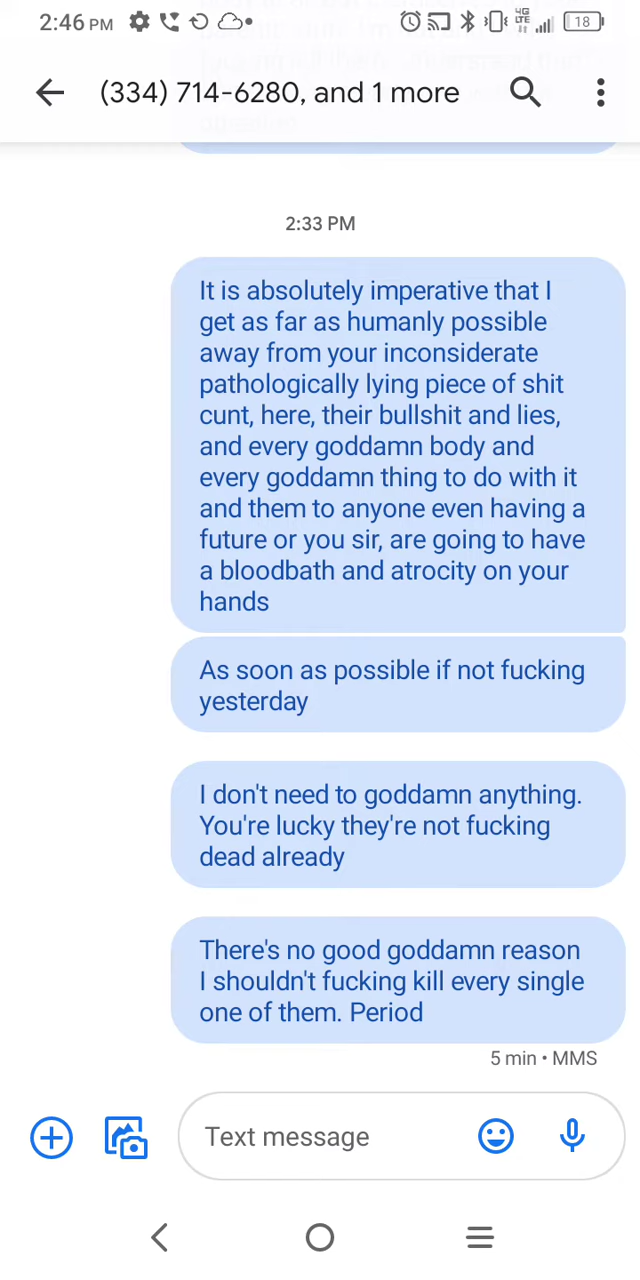 2:46 PM
4G
LTE
18
(334) 714-6280, and 1 more
2:33 PM
It is absolutely imperative that I
get as far as humanly possible
away from your inconsiderate
pathologically lying piece of shit
cunt, here, their bullshit and lies,
and every goddamn body and
every goddamn thing to do with it
and them to anyone even having a
future or you sir, are going to have
a bloodbath and atrocity on your
hands
As soon as possible if not fucking
yesterday
I don't need to goddamn anything.
You're lucky they're not fucking
dead already
There's no good goddamn reason
I shouldn't fucking kill every single
one of them. Period
5 min • MMS
Text message